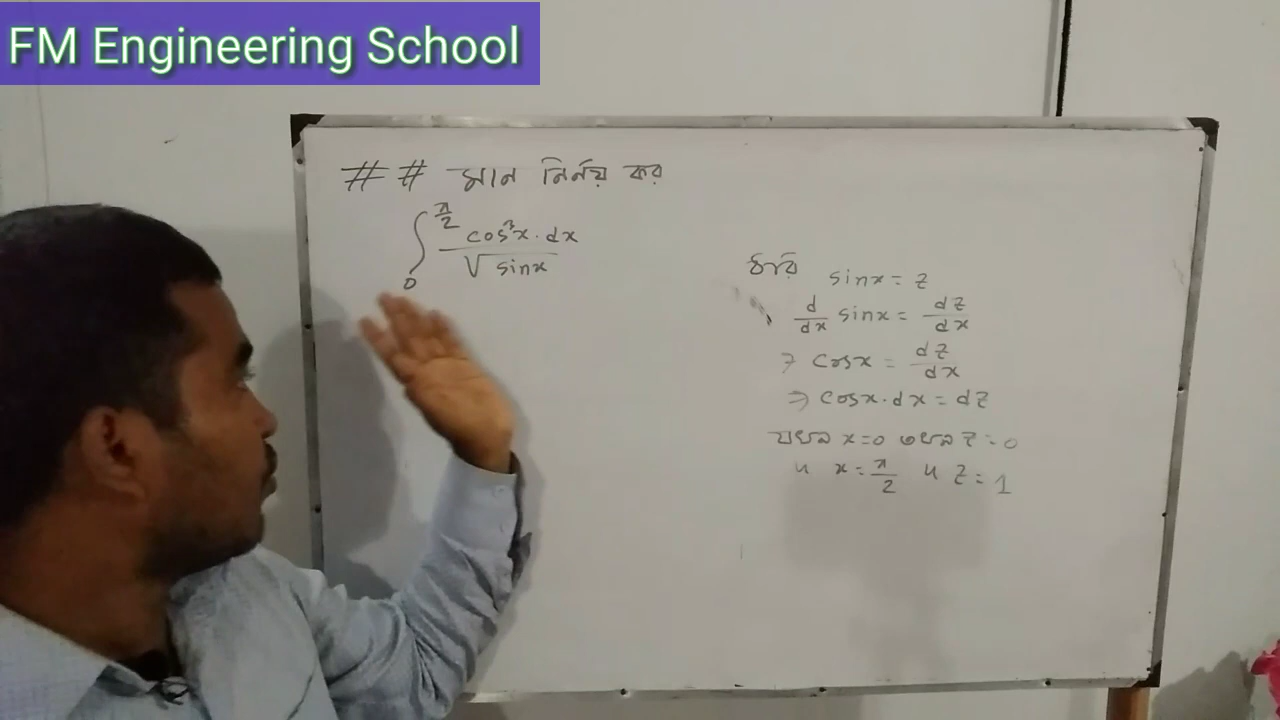 FM Engineering School
## মান নির্নয় কর
∫₀^(π/2) cos³x · dx / √sinx
ধরি sinx = z
d/dx sinx = dz/dx
⇒ cosx = dz/dx
⇒ cosx · dx = dz
যখন x=0 তখন z=0
" x=π/2 " z=1